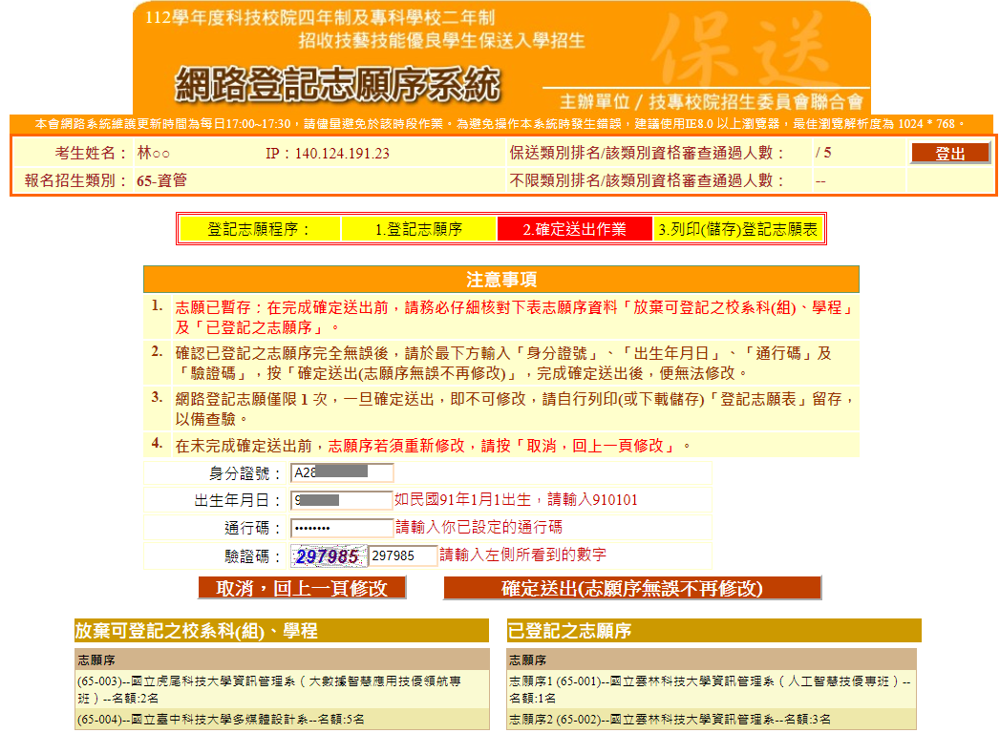 112學年度科技校院四年制及專科學校二年制
招收技藝技能優良學生保送入學招生
保送
網路登記志願序系統
主辦單位 / 技專校院招生委員會聯合會
本會網路系統維護更新時間為每日17:00~17:30，請儘量避免於該時段作業。為避免操作本系統時發生錯誤，建議使用IE8.0 以上瀏覽器，最佳瀏覽解析度為 1024 * 768。
考生姓名： 林○○ IP：140.124.191.23 保送類別排名/該類別資格審查通過人數： / 5 登出
報名招生類別： 65-資管 不限類別排名/該類別資格審查通過人數： --
登記志願程序： 1.登記志願序 2.確定送出作業 3.列印(儲存)登記志願表
注意事項
1. 志願已暫存：在完成確定送出前，請務必仔細核對下表志願序資料「放棄可登記之校系科(組)、學程」
及「已登記之志願序」。
2. 確認已登記之志願序完全無誤後，請於最下方輸入「身分證號」、「出生年月日」、「通行碼」及
「驗證碼」，按「確定送出(志願序無誤不再修改)」，完成確定送出後，便無法修改。
3. 網路登記志願僅限 1 次，一旦確定送出，即不可修改，請自行列印(或下載儲存)「登記志願表」留存，
以備查驗。
4. 在未完成確定送出前，志願序若須重新修改，請按「取消，回上一頁修改」。
身分證號： A28
出生年月日： 9 如民國91年1月1出生，請輸入910101
通行碼： •••••••• 請輸入你已設定的通行碼
驗證碼： 297985 297985 請輸入左側所看到的數字
取消，回上一頁修改 確定送出(志願序無誤不再修改)
放棄可登記之校系科(組)、學程
志願序
(65-003)--國立虎尾科技大學資訊管理系（大數據智慧應用技優領航專
班）--名額:2名
(65-004)--國立臺中科技大學多媒體設計系--名額:5名
已登記之志願序
志願序
志願序1 (65-001)--國立雲林科技大學資訊管理系（人工智慧技優專班）--
名額:1名
志願序2 (65-002)--國立雲林科技大學資訊管理系--名額:3名